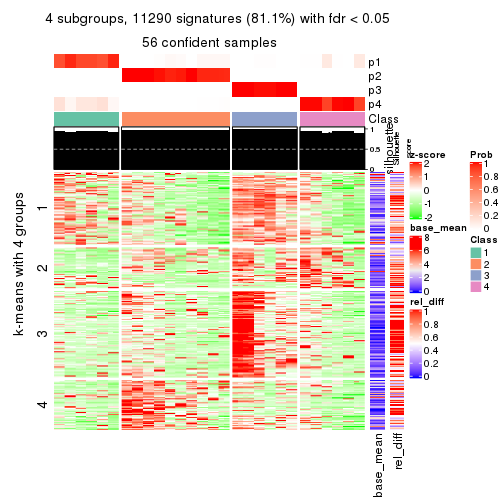 4 subgroups, 11290 signatures (81.1%) with fdr < 0.05
56 confident samples
p1
p2
p3
p4
Class
silhouette
Silhouette
score
1
0.5
0
k-means with 4 groups
1
2
3
4
base_mean
rel_diff
z-score
2
1
0
-1
-2
base_mean
8
6
4
2
0
rel_diff
1
0.8
0.6
0.4
0.2
0
Prob
1
0.8
0.6
0.4
0.2
0
Class
1
2
3
4